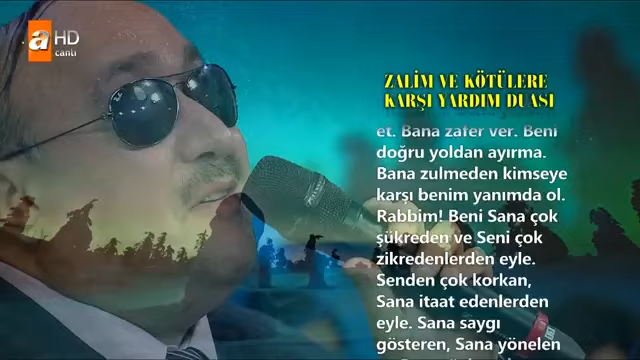 a HD
canlı
ZALİM VE KÖTÜLERE
KARŞI YARDIM DUASI
et. Bana zafer ver. Beni
doğru yoldan ayırma.
Bana zulmeden kimseye
karşı benim yanımda ol.
Rabbim! Beni Sana çok
şükreden ve Seni çok
zikredenlerden eyle.
Senden çok korkan,
Sana itaat edenlerden
eyle. Sana saygı
gösteren, Sana yönelen